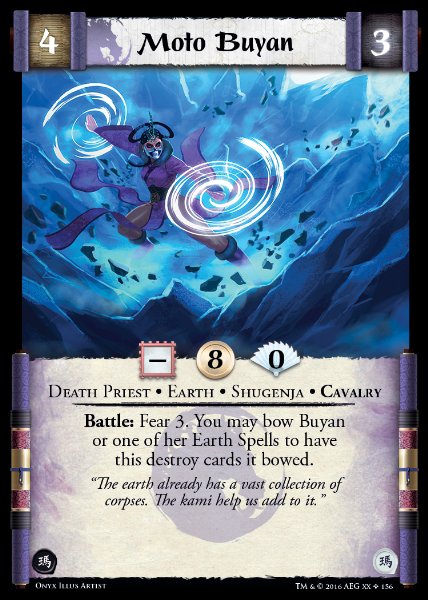 4 Moto Buyan 3
– 8 0
Death Priest • Earth • Shugenja • Cavalry
Battle: Fear 3. You may bow Buyan
or one of her Earth Spells to have
this destroy cards it bowed.
“The earth already has a vast collection of
corpses. The kami help us add to it.”
瑪 瑪
Onyx Illus Artist TM & © 2016 AEG XX ❖ 156